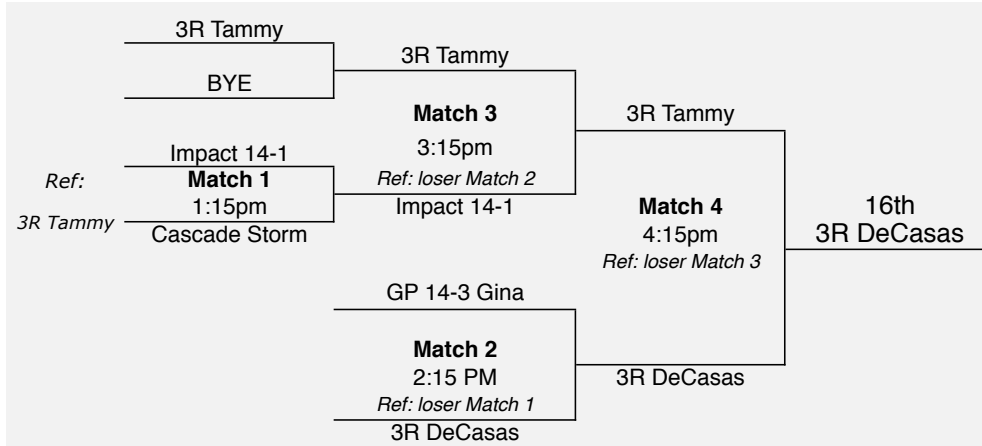 3R Tammy
BYE
3R Tammy
Match 3
3:15pm
Ref: loser Match 2
Impact 14-1
Impact 14-1
Match 1
1:15pm
Cascade Storm
Ref:
3R Tammy
3R Tammy
Match 4
4:15pm
Ref: loser Match 3
16th
3R DeCasas
GP 14-3 Gina
Match 2
2:15 PM
Ref: loser Match 1
3R DeCasas
3R DeCasas